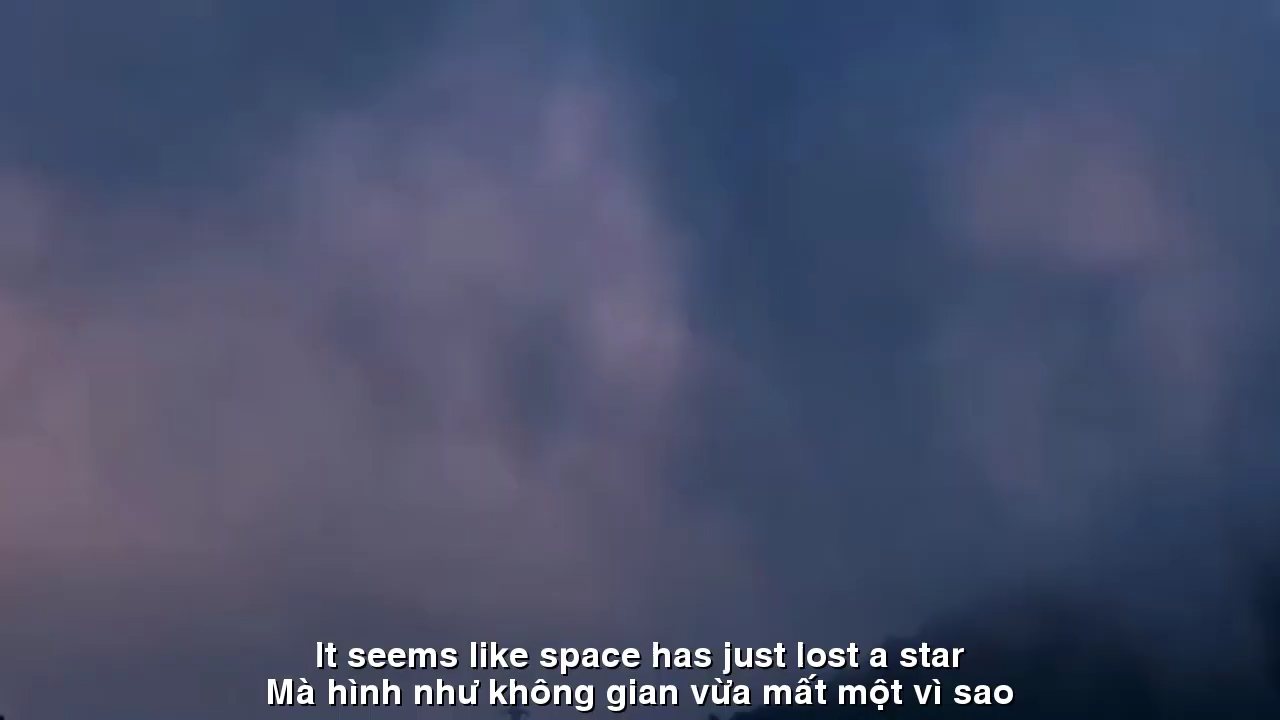 It seems like space has just lost a star
Mà hình như không gian vừa mất một vì sao